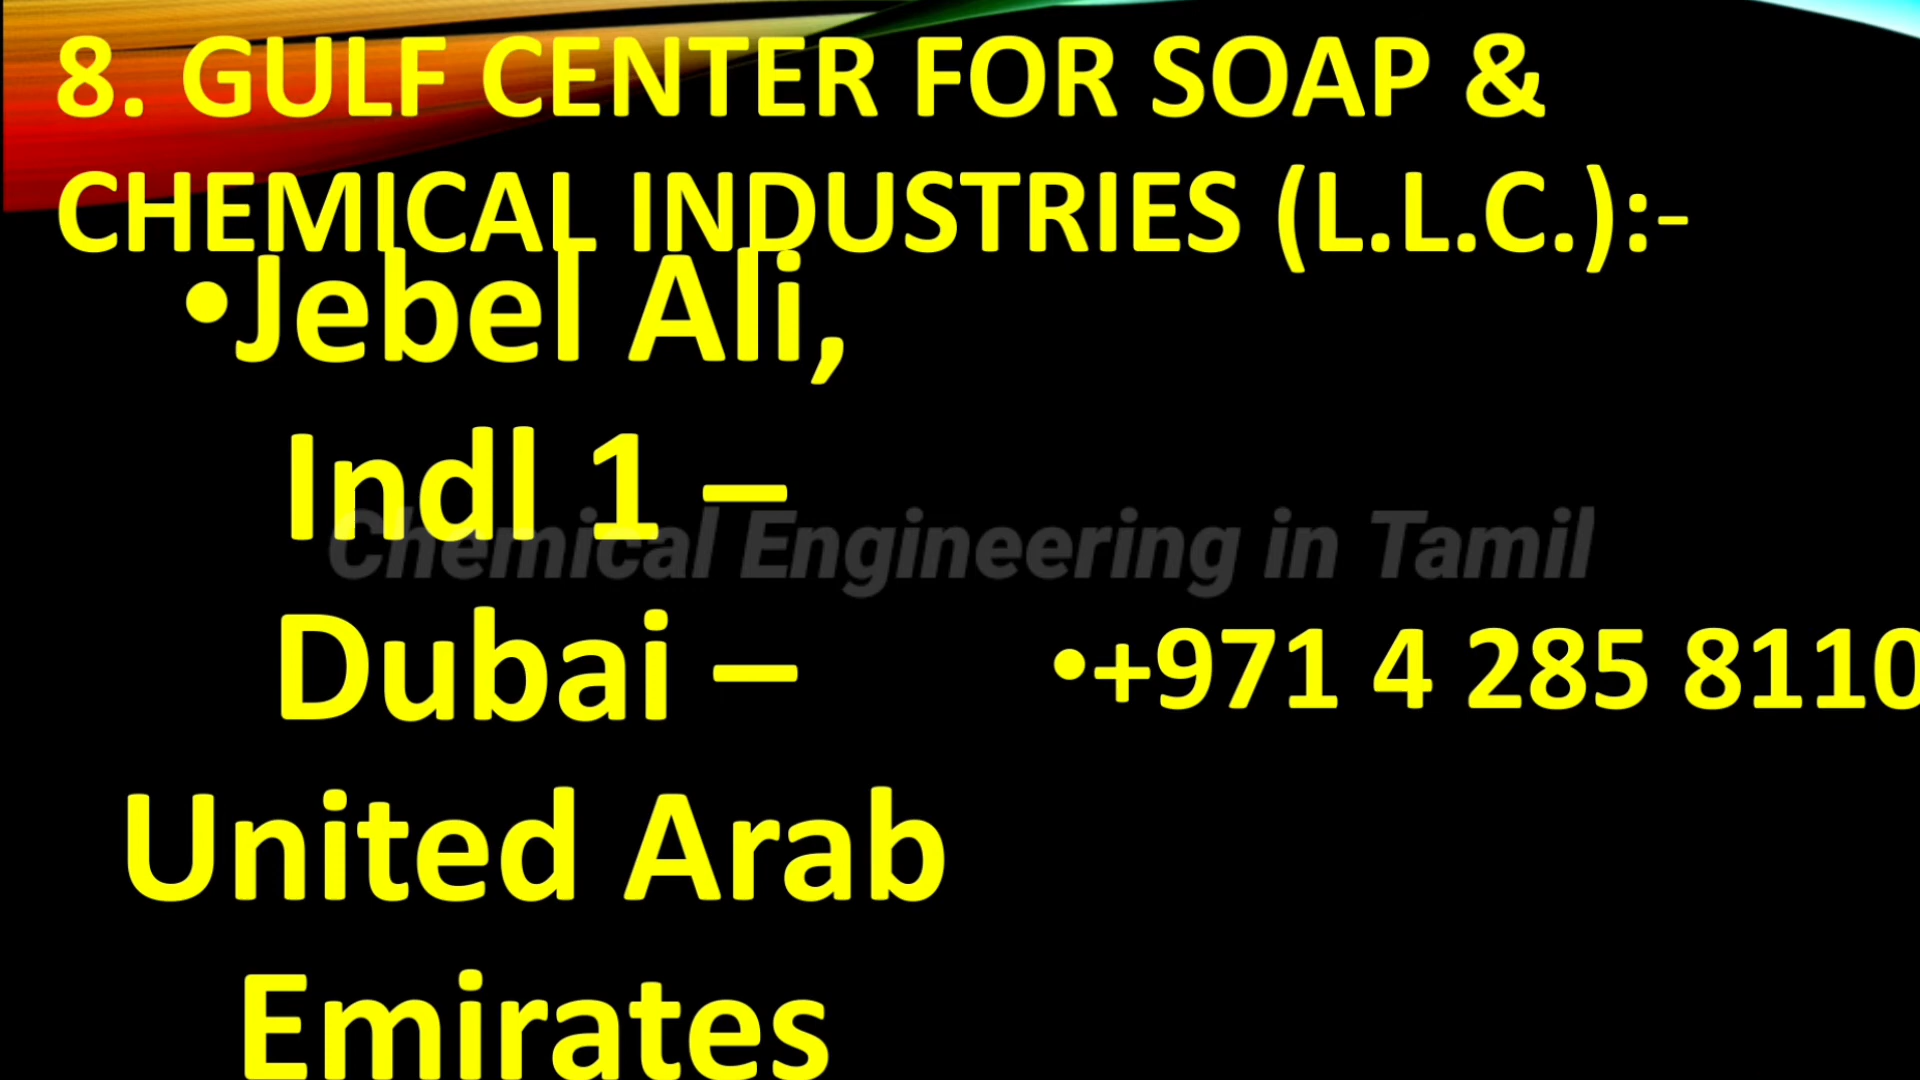 8. GULF CENTER FOR SOAP &
CHEMICAL INDUSTRIES (L.L.C.):-
•Jebel Ali,
Indl 1 –
Dubai –
United Arab
Emirates
•+971 4 285 8110
Chemical Engineering in Tamil